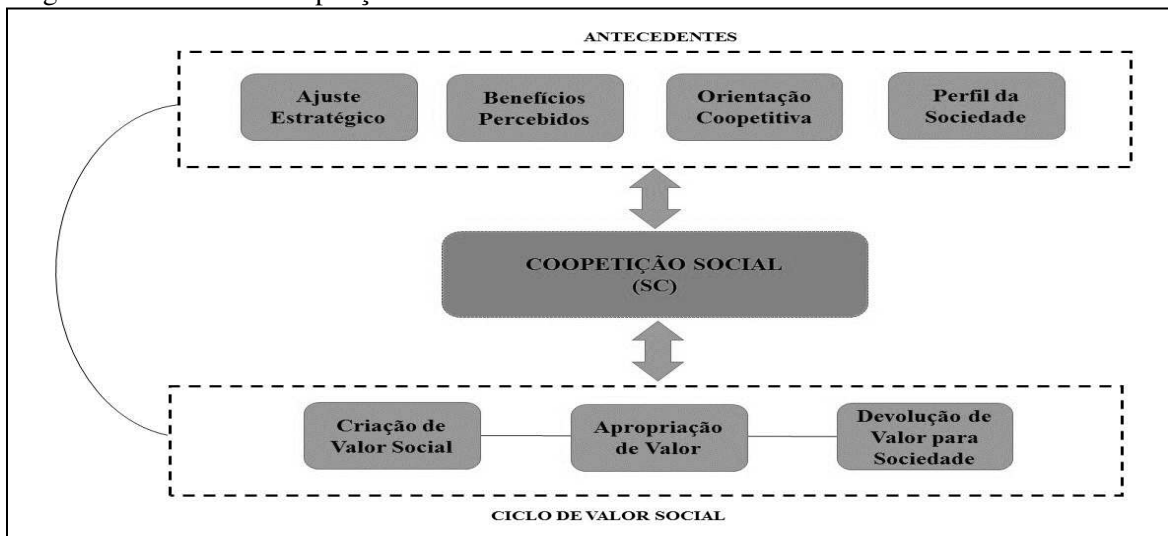 ANTECEDENTES
Ajuste
Estratégico
Benefícios
Percebidos
Orientação
Coopetitiva
Perfil da
Sociedade
COOPETIÇÃO SOCIAL
(SC)
Criação de
Valor Social
Apropriação
de Valor
Devolução de
Valor para
Sociedade
CICLO DE VALOR SOCIAL